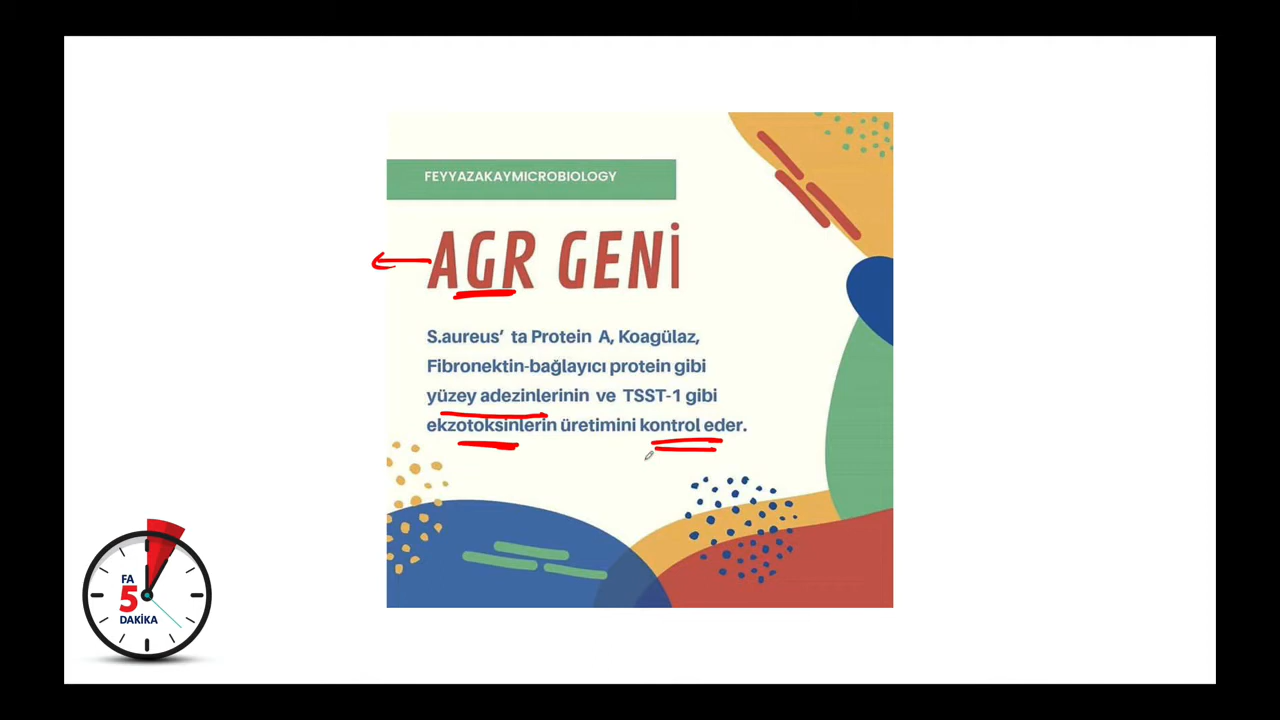 FEYYAZAKAYMICROBIOLOGY
AGR GENİ
S.aureus’ ta Protein A, Koagülaz,
Fibronektin-bağlayıcı protein gibi
yüzey adezinlerinin ve TSST-1 gibi
ekzotoksinlerin üretimini kontrol eder.
FA
5
DAKİKA